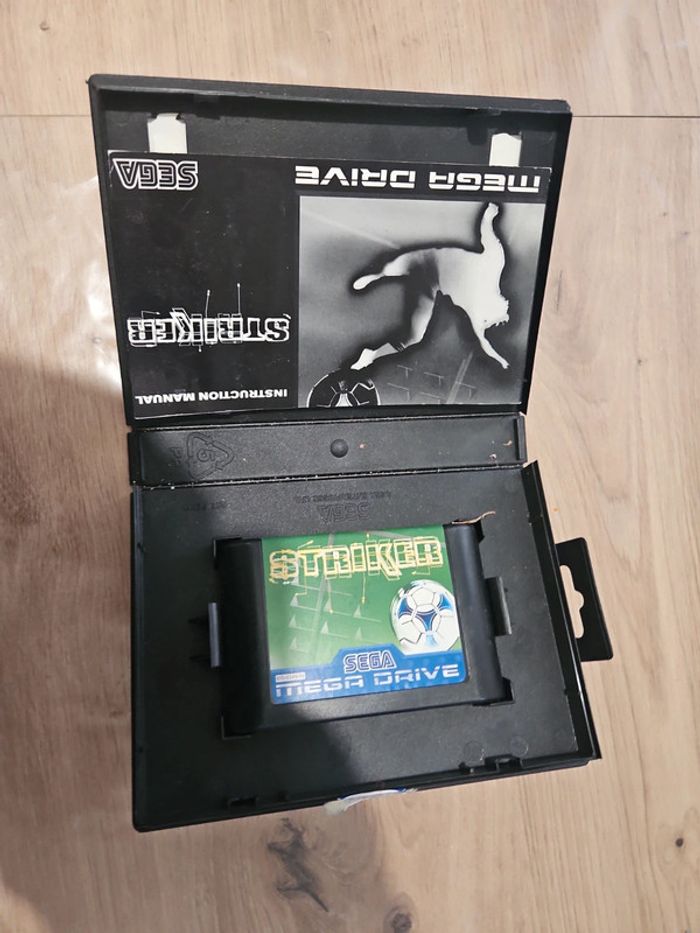 SEGA
MEGA DRIVE
STRIKER
INSTRUCTION MANUAL
SEGA
STRIKER
SEGA
MEGA DRIVE